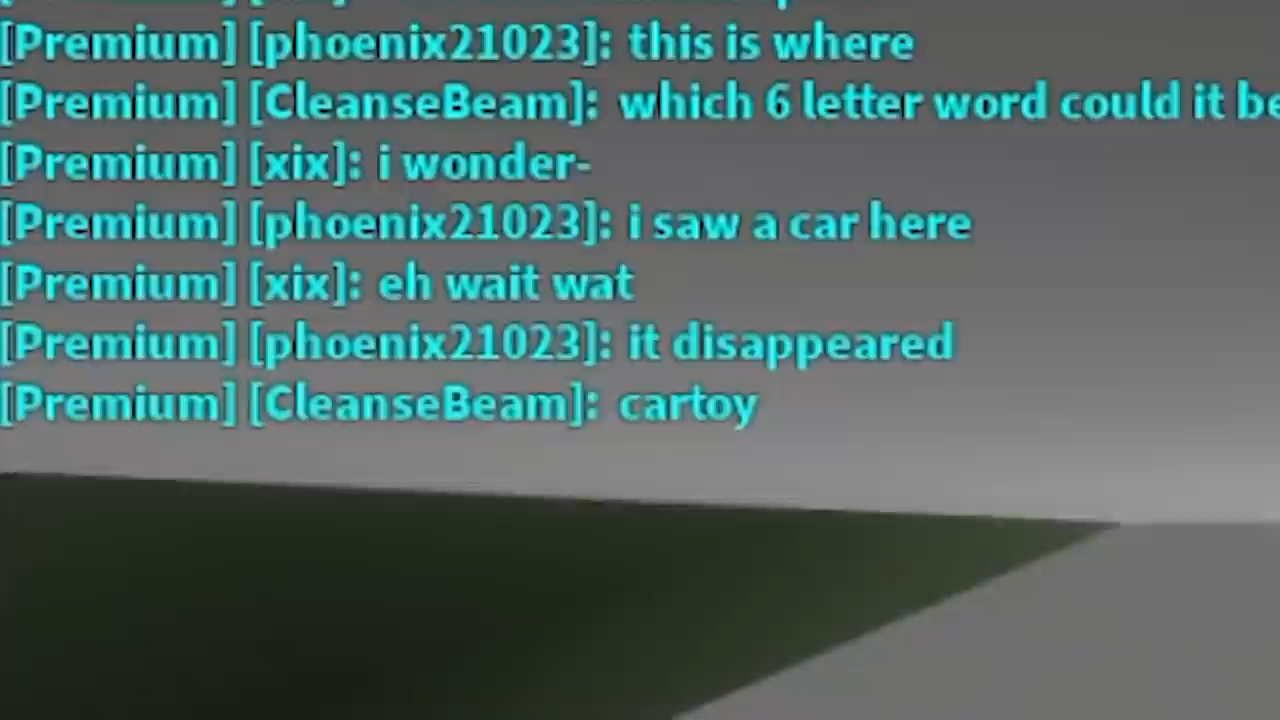 [Premium] [phoenix21023]: this is where
[Premium] [CleanseBeam]: which 6 letter word could it be
[Premium] [xix]: i wonder-
[Premium] [phoenix21023]: i saw a car here
[Premium] [xix]: eh wait wat
[Premium] [phoenix21023]: it disappeared
[Premium] [CleanseBeam]: cartoy